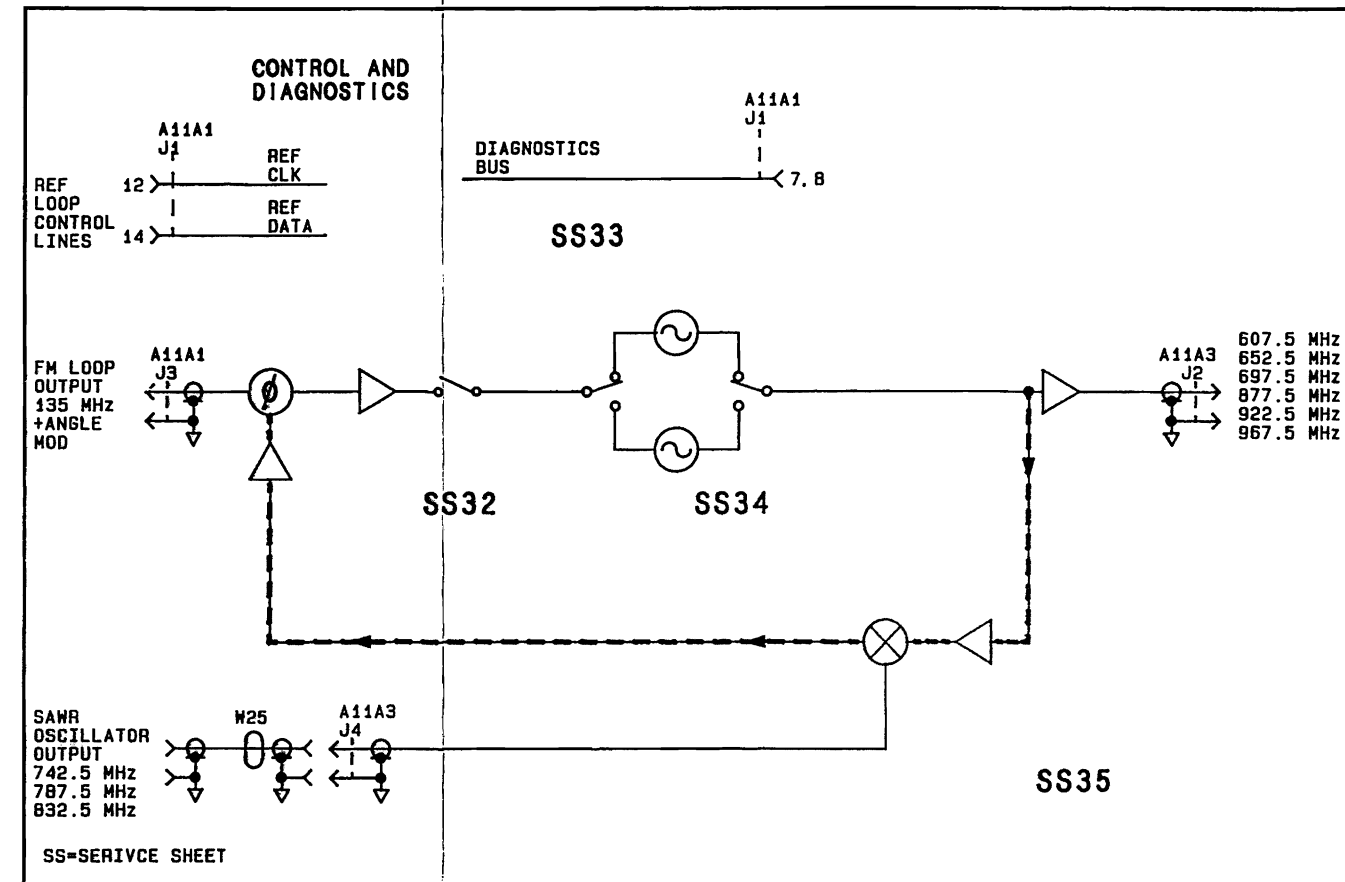 CONTROL AND
DIAGNOSTICS
A11A1
J1
REF
CLK
REF
LOOP
CONTROL
LINES
12
REF
DATA
14
A11A1
J1
DIAGNOSTICS
BUS
7,8
SS33
FM LOOP
OUTPUT
135 MHz
+ANGLE
MOD
A11A1
J3
A11A3
J2
607.5 MHz
652.5 MHz
697.5 MHz
877.5 MHz
922.5 MHz
967.5 MHz
SS32
SS34
SAWR
OSCILLATOR
OUTPUT
742.5 MHz
787.5 MHz
832.5 MHz
W25
A11A3
J4
SS35
SS=SERIVCE SHEET